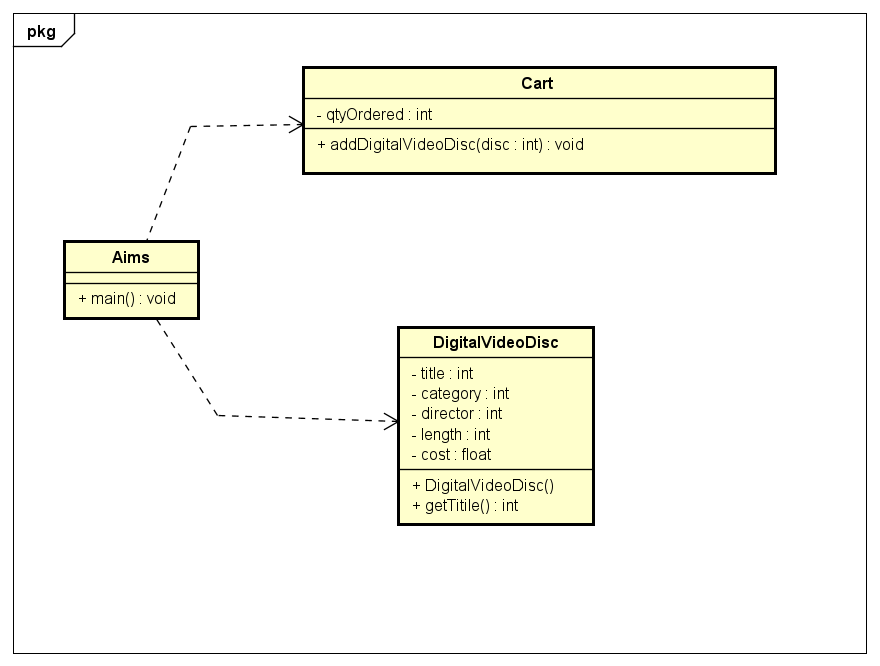 pkg
Cart
- qtyOrdered : int
+ addDigitalVideoDisc(disc : int) : void
Aims
+ main() : void
DigitalVideoDisc
- title : int
- category : int
- director : int
- length : int
- cost : float
+ DigitalVideoDisc()
+ getTitile() : int